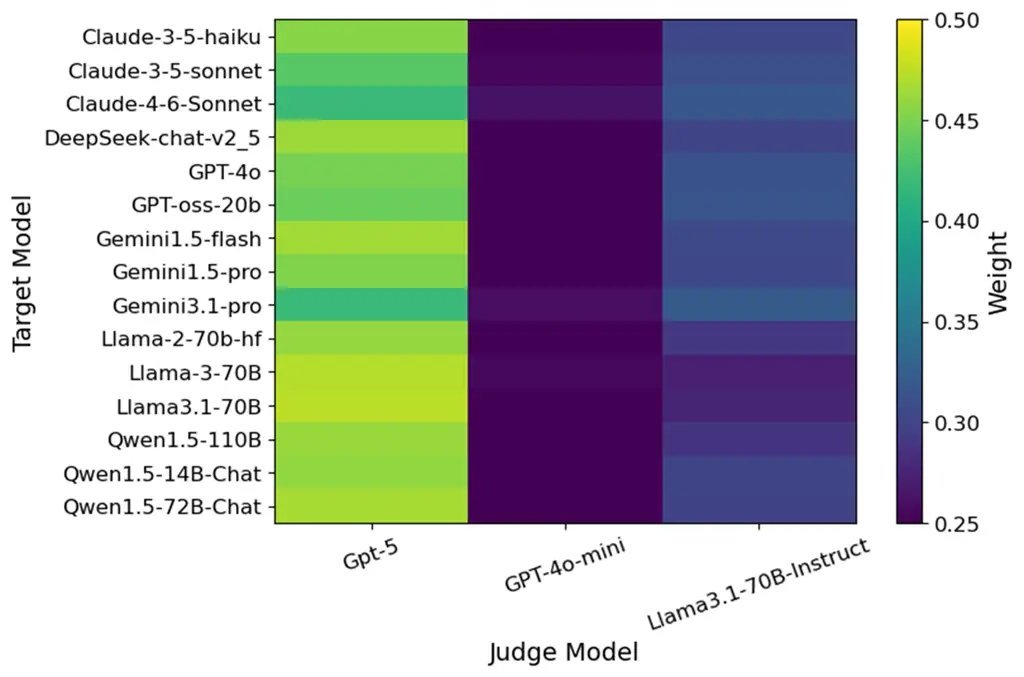 Claude-3-5-haiku
Claude-3-5-sonnet
Claude-4-6-Sonnet
DeepSeek-chat-v2_5
GPT-4o
GPT-oss-20b
Gemini1.5-flash
Gemini1.5-pro
Gemini3.1-pro
Llama-2-70b-hf
Llama-3-70B
Llama3.1-70B
Qwen1.5-110B
Qwen1.5-14B-Chat
Qwen1.5-72B-Chat
Target Model
Gpt-5
GPT-4o-mini
Llama3.1-70B-Instruct
Judge Model
0.50
0.45
0.40
0.35
0.30
0.25
Weight